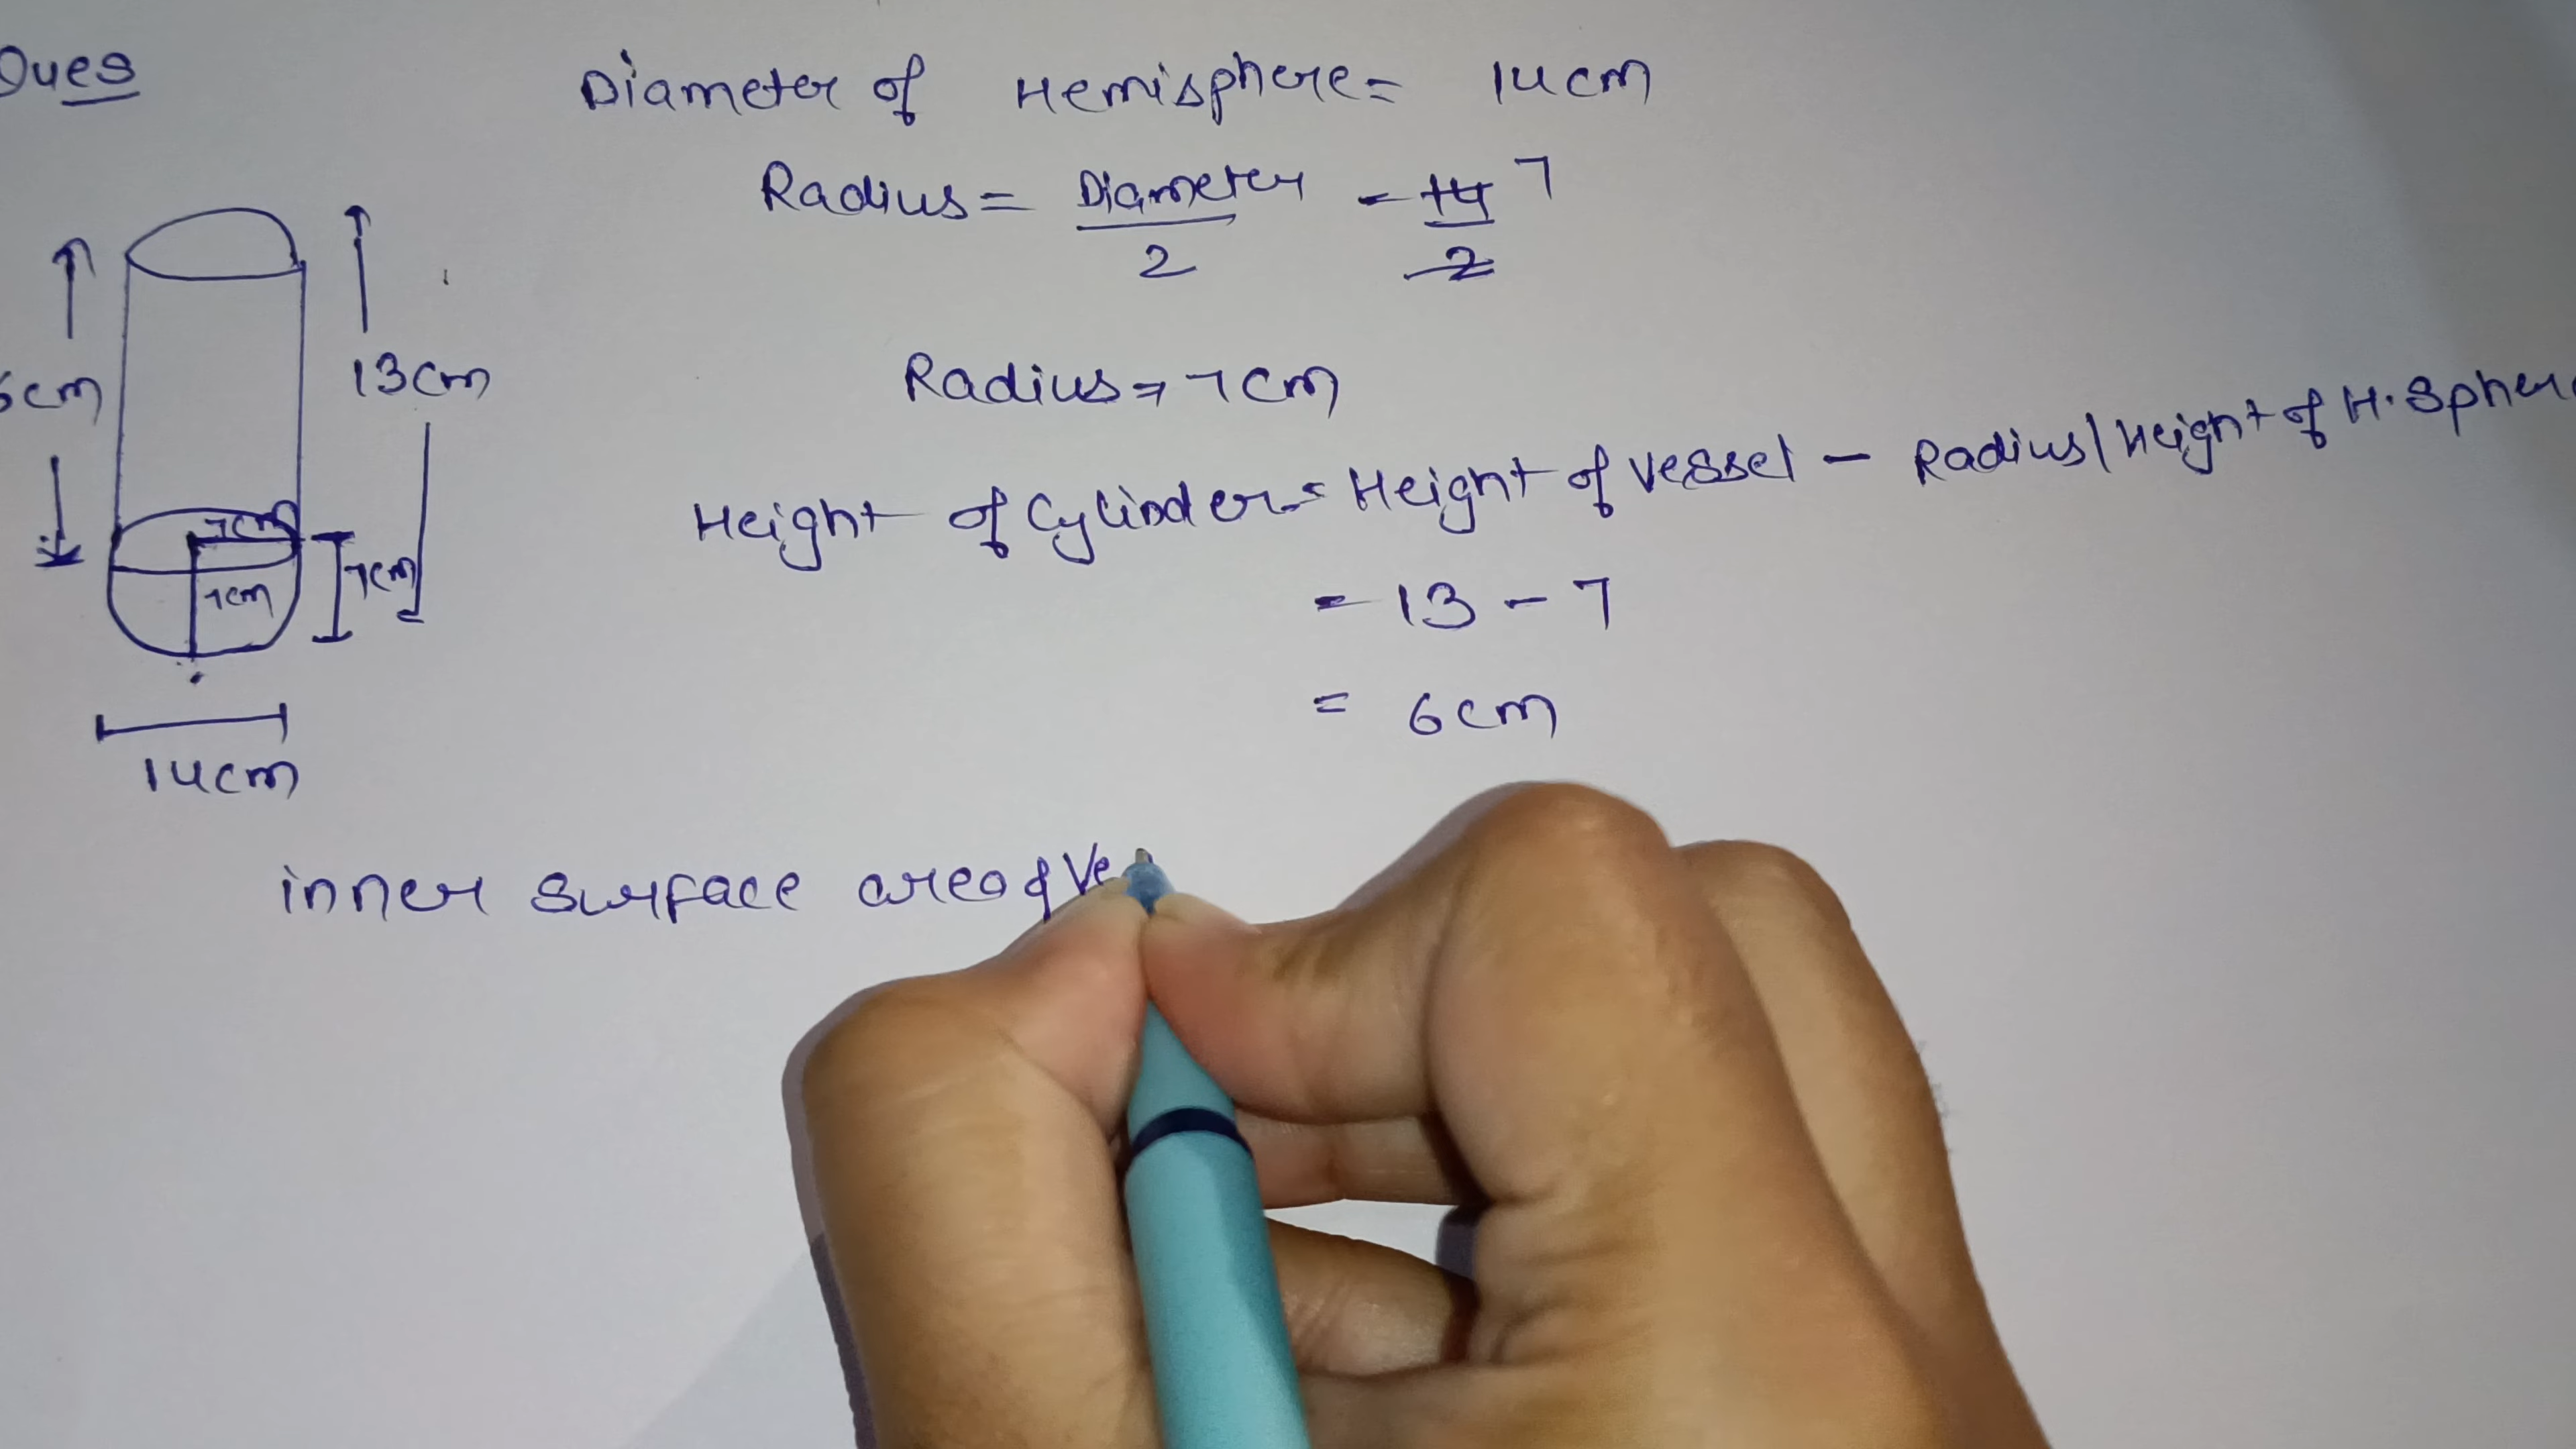 Ques
Diameter of Hemisphere = 14cm
Radius = Diameter/2 = 14/2 7
Radius = 7cm
Height of Cylinder = Height of vessel - Radius/Height of H.Sphere
= 13 - 7
= 6cm
6cm
13cm
7cm
7cm
7cm
14cm
inner surface area of Ve